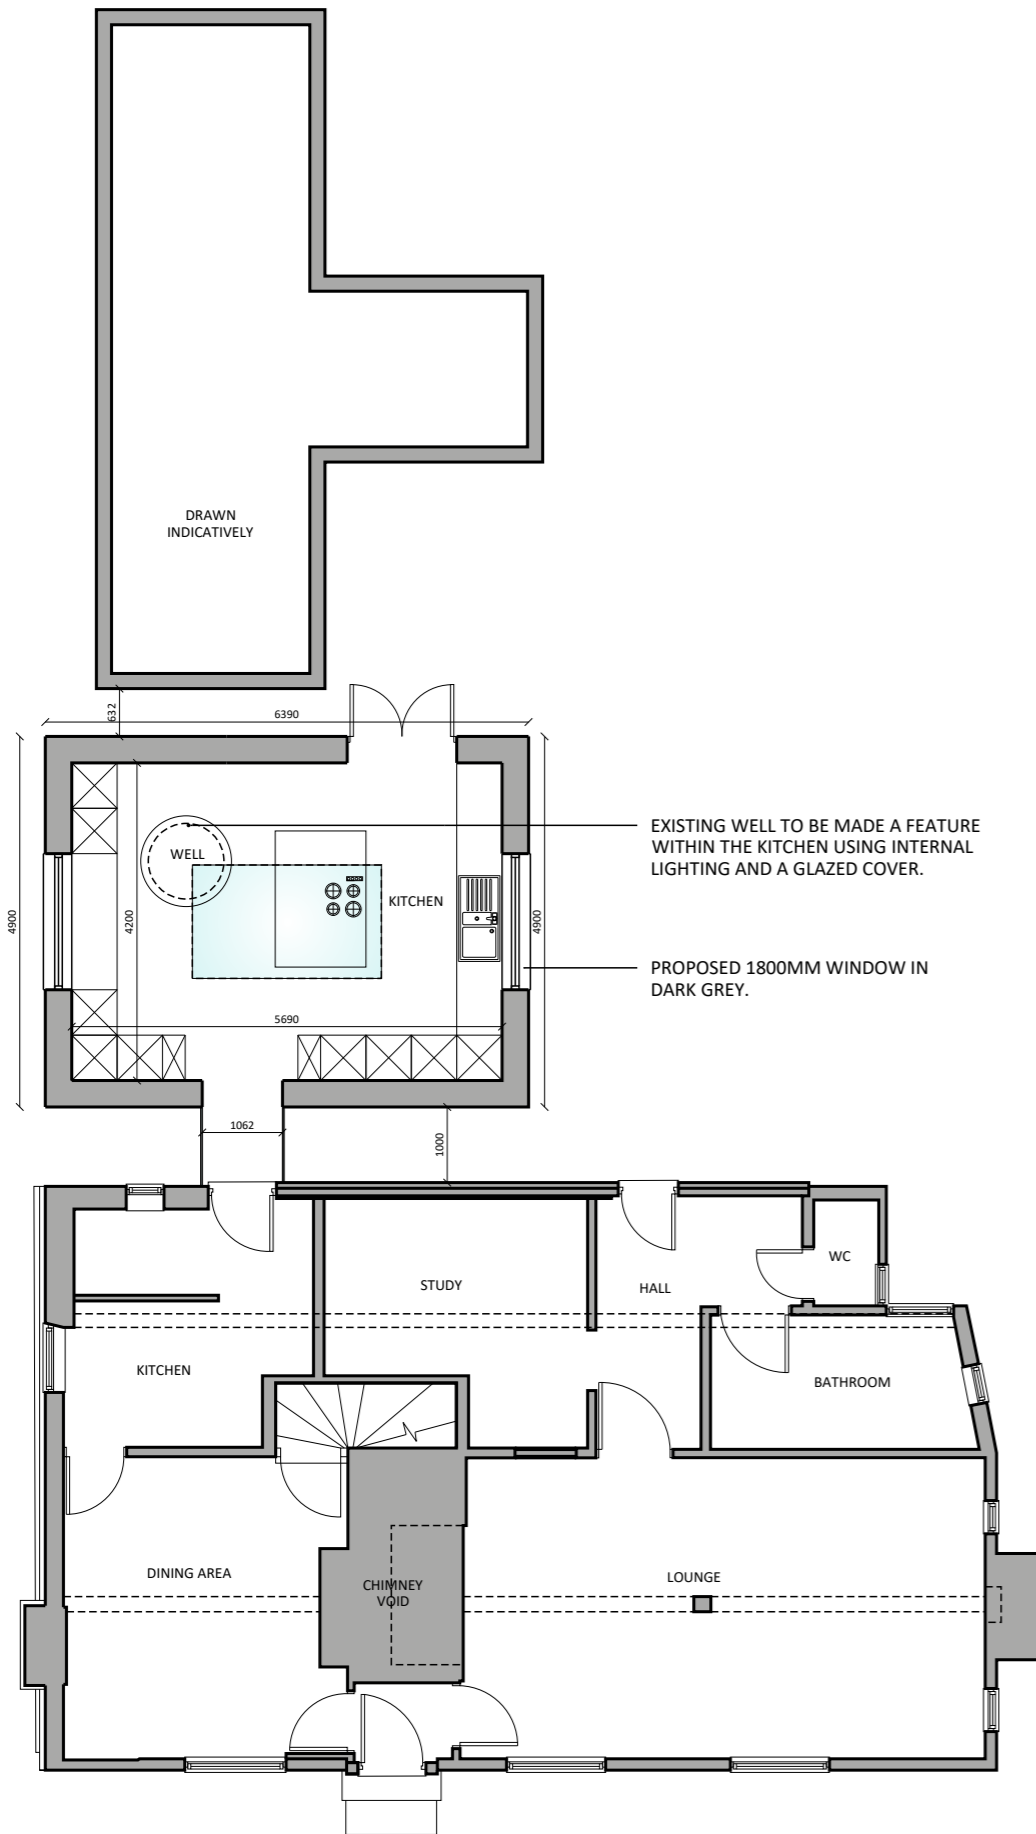 DRAWN
INDICATIVELY
632
6390
4900
4200
WELL
KITCHEN
4900
EXISTING WELL TO BE MADE A FEATURE
WITHIN THE KITCHEN USING INTERNAL
LIGHTING AND A GLAZED COVER.
PROPOSED 1800MM WINDOW IN
DARK GREY.
5690
1062
1000
STUDY
HALL
WC
KITCHEN
BATHROOM
DINING AREA
CHIMNEY
VOID
LOUNGE